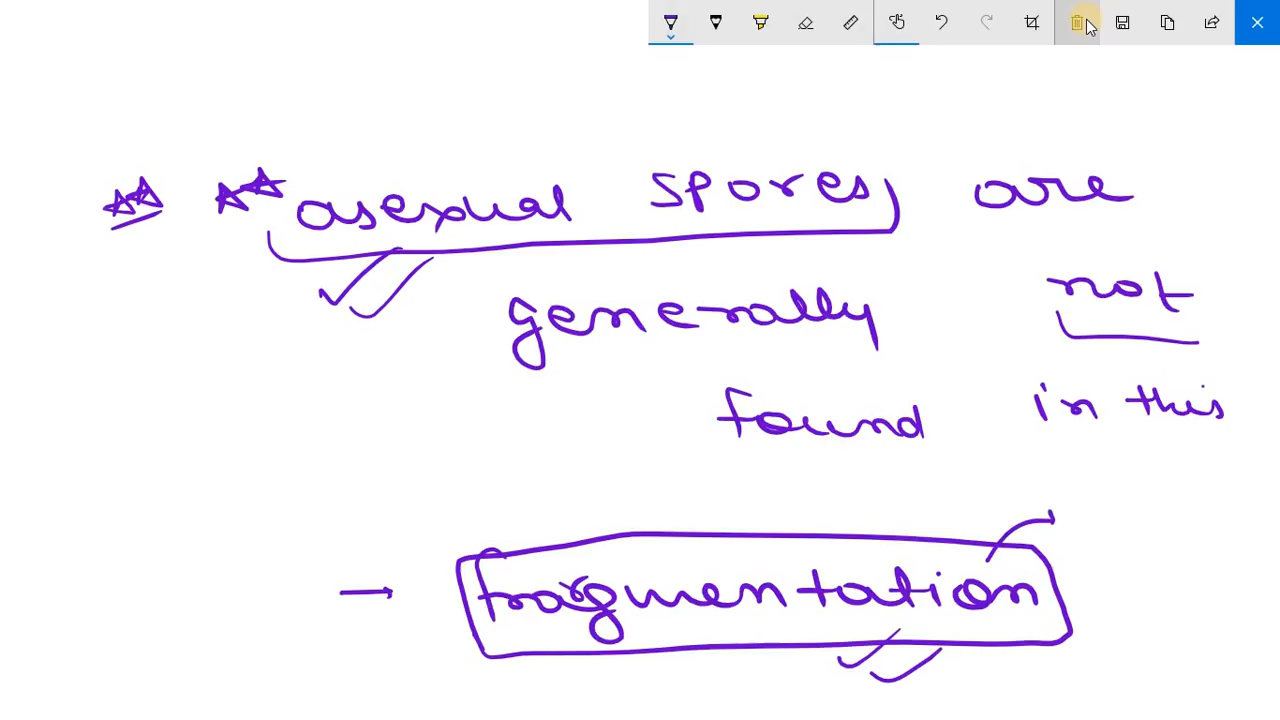 asexual spores are
generally not
found in this
→ fragmentation